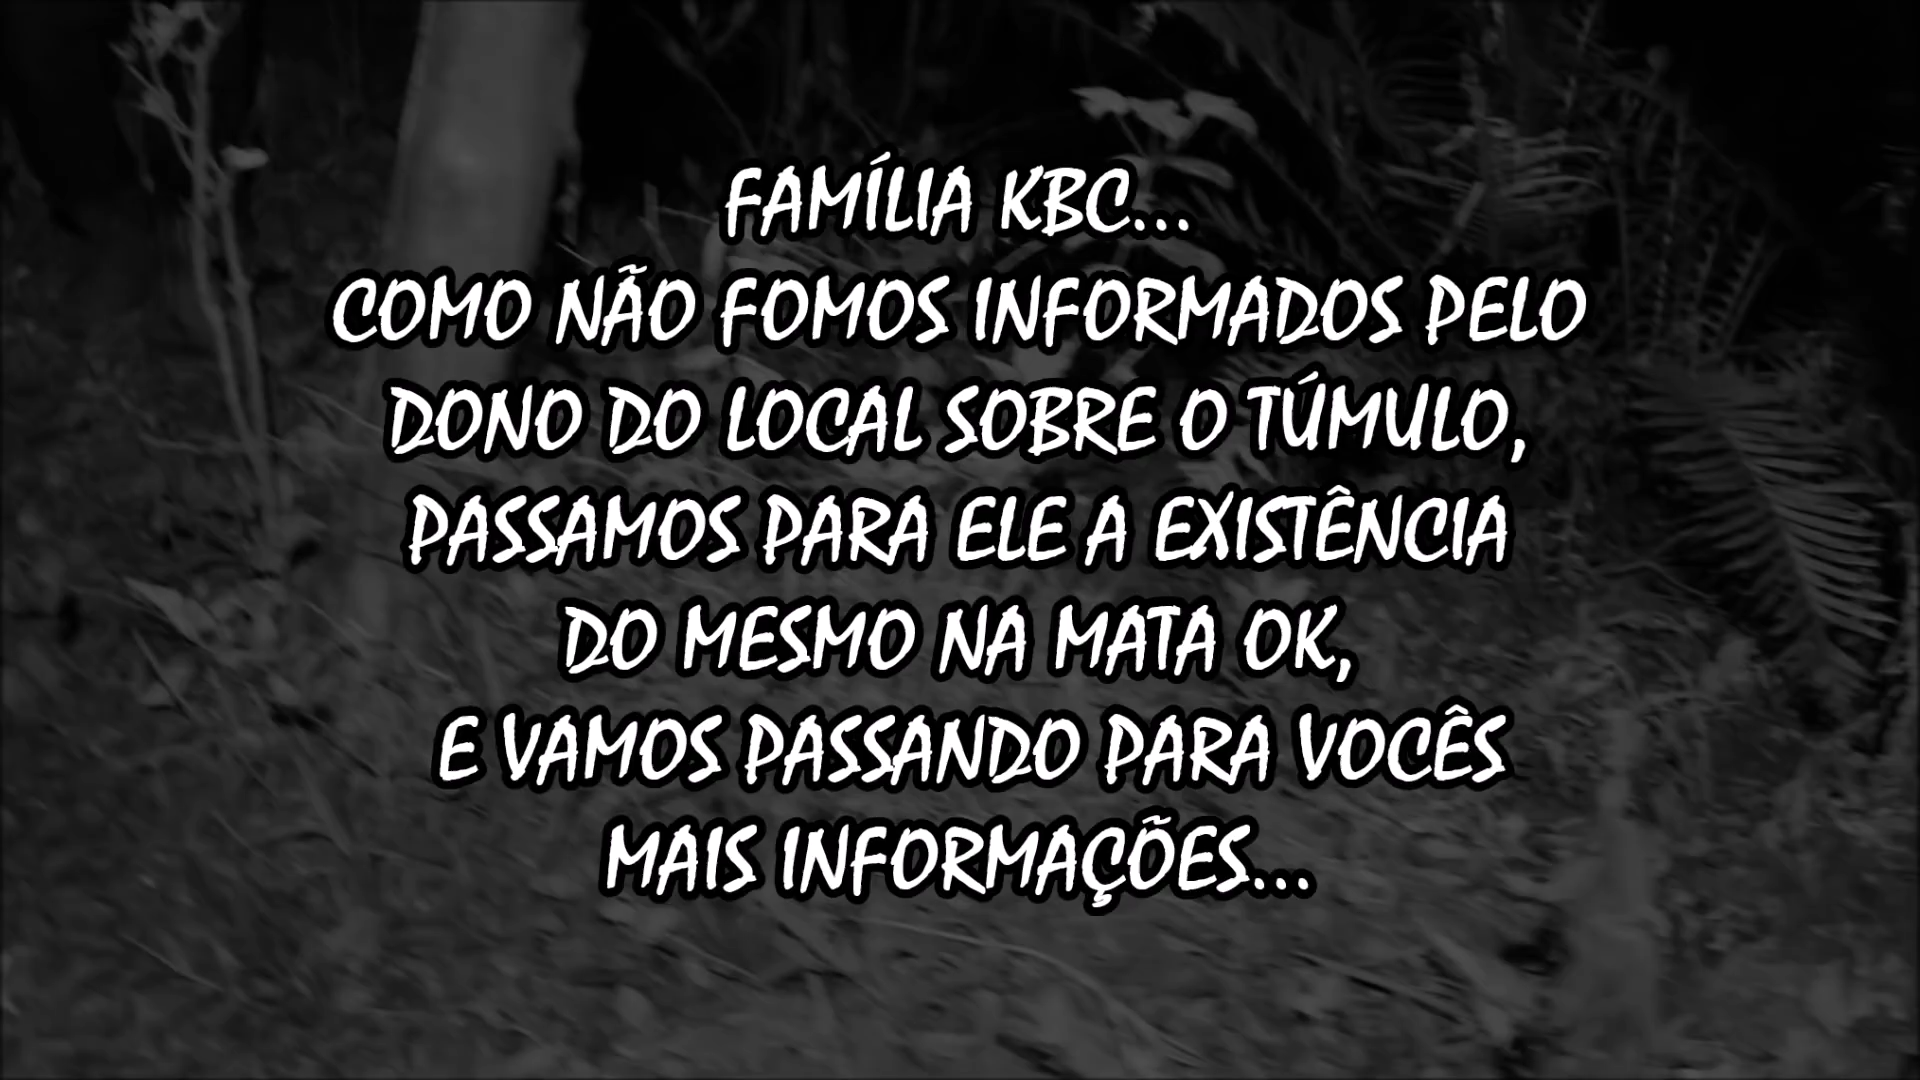 FAMÍLIA KBC...
COMO NÃO FOMOS INFORMADOS PELO
DONO DO LOCAL SOBRE O TÚMULO,
PASSAMOS PARA ELE A EXISTÊNCIA
DO MESMO NA MATA OK,
E VAMOS PASSANDO PARA VOCÊS
MAIS INFORMAÇÕES...